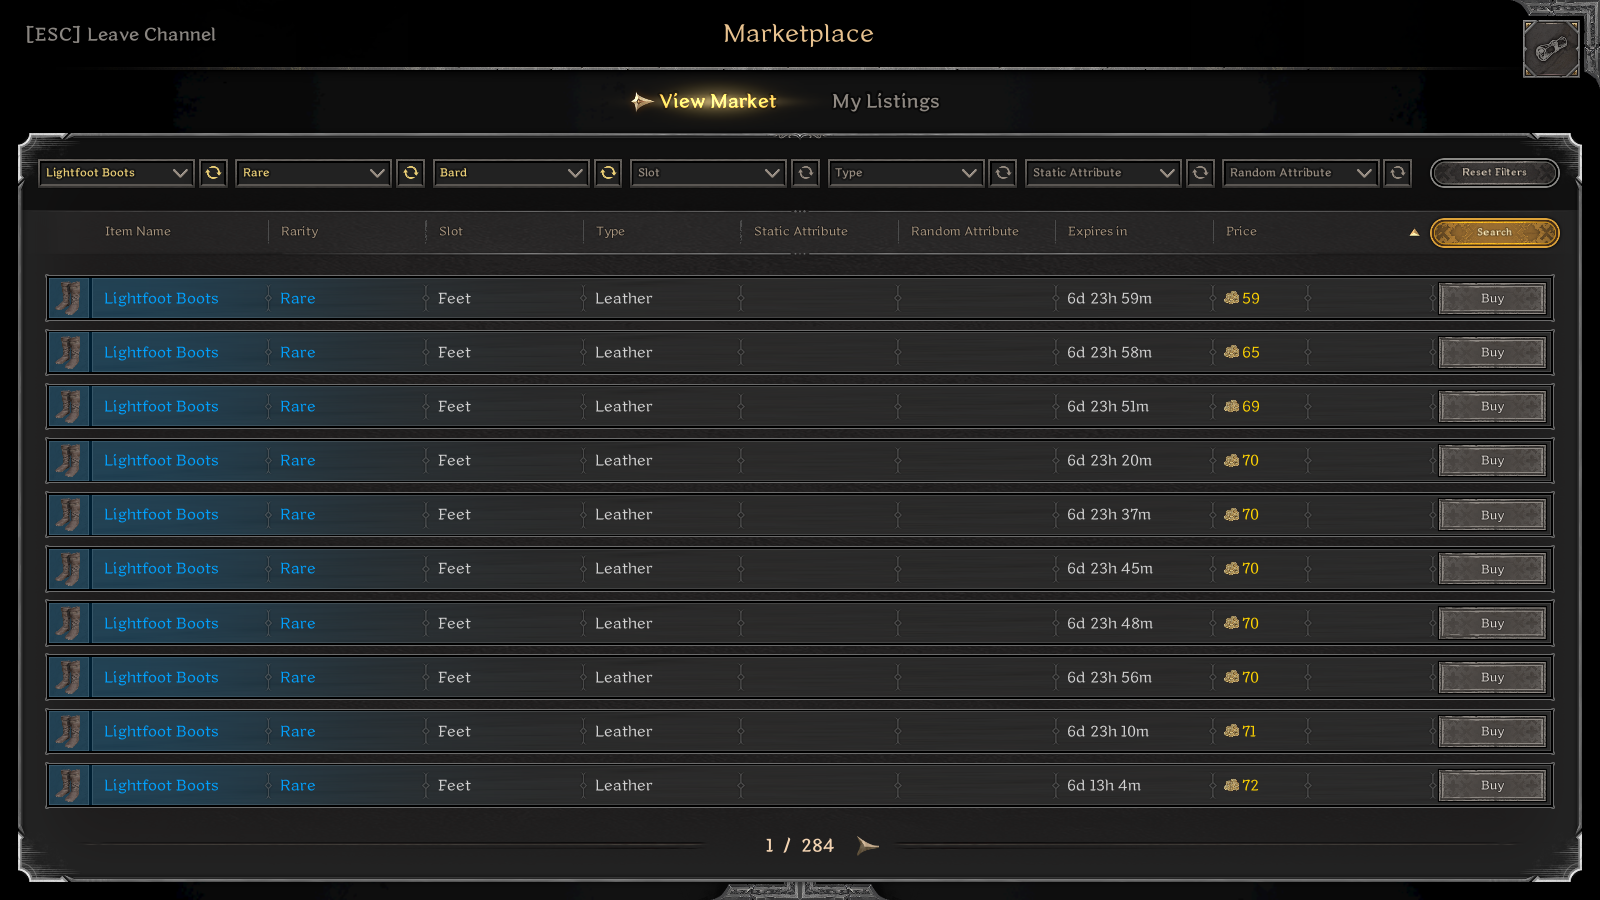 [ESC] Leave Channel
Marketplace
View Market
My Listings
Lightfoot Boots
Rare
Bard
Slot
Type
Static Attribute
Random Attribute
Reset Filters
Item Name
Rarity
Slot
Type
Static Attribute
Random Attribute
Expires in
Price
Search
Lightfoot Boots Rare Feet Leather 6d 23h 59m 59 Buy
Lightfoot Boots Rare Feet Leather 6d 23h 58m 65 Buy
Lightfoot Boots Rare Feet Leather 6d 23h 51m 69 Buy
Lightfoot Boots Rare Feet Leather 6d 23h 20m 70 Buy
Lightfoot Boots Rare Feet Leather 6d 23h 37m 70 Buy
Lightfoot Boots Rare Feet Leather 6d 23h 45m 70 Buy
Lightfoot Boots Rare Feet Leather 6d 23h 48m 70 Buy
Lightfoot Boots Rare Feet Leather 6d 23h 56m 70 Buy
Lightfoot Boots Rare Feet Leather 6d 23h 10m 71 Buy
Lightfoot Boots Rare Feet Leather 6d 13h 4m 72 Buy
1 / 284